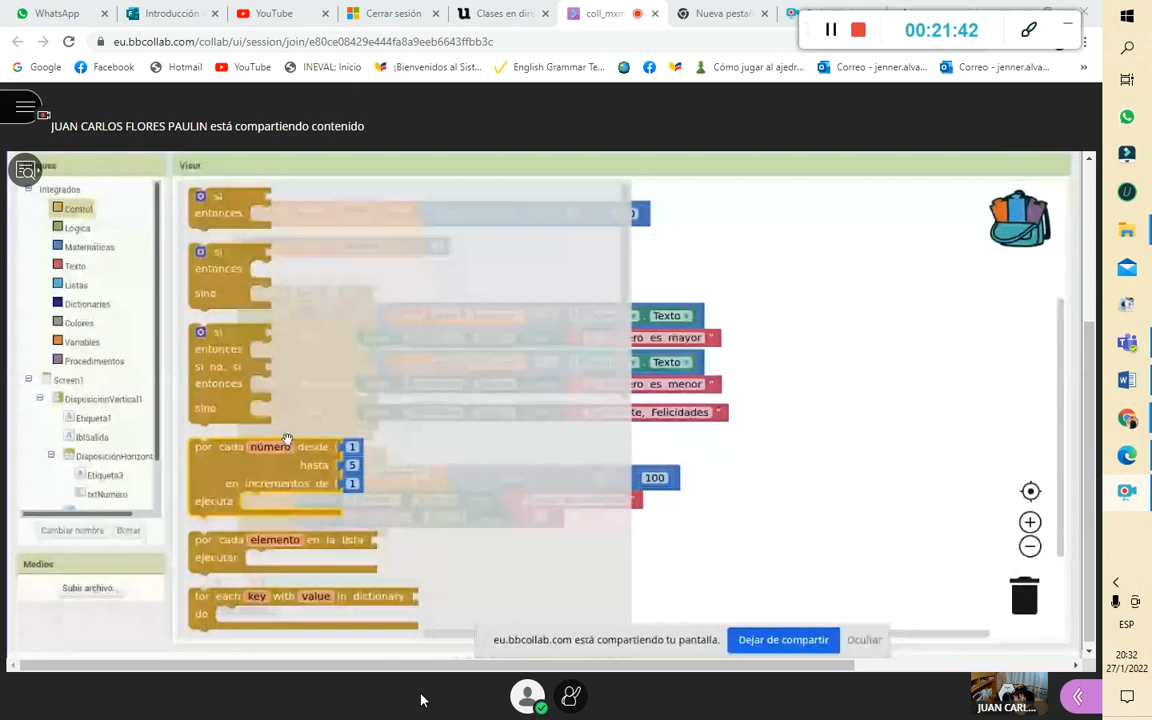 WhatsApp
Introducción
YouTube
Cerrar sesión
Clases en dire
coll_mxm
Nueva pestañ
00:21:42
eu.bbcollab.com/collab/ui/session/join/e80ce08429e444fa8a9eeb6643ffbb3c
Google Facebook Hotmail YouTube INEVAL: Inicio ¡Bienvenidos al Sist... English Grammar Te... Cómo jugar al ajedr... Correo - jenner.alva... Correo - jenner.alva... »
JUAN CARLOS FLORES PAULIN está compartiendo contenido
ques
Visor
Integrados
Control
Lógica
Matemáticas
Texto
Listas
Dictionaries
Colores
Variables
Procedimientos
Screen1
DisposiciónVertical1
Etiqueta1
lblSalida
DisposiciónHorizont
Etiqueta3
txtNumero
Cambiar nombre Borrar
Medios
Subir archivo...
si
entonces
si
entonces
sino
si
entonces
si no, si
entonces
sino
por cada número desde 1
hasta 5
en incrementos de 1
ejecuta
por cada elemento en la lista
ejecutar
for each key with value in dictionary
do
. Texto
ero es mayor "
. Texto
ero es menor "
te, Felicidades "
100
"
eu.bbcollab.com está compartiendo tu pantalla. Dejar de compartir Ocultar
JUAN CARL...
ESP
20:32
27/1/2022